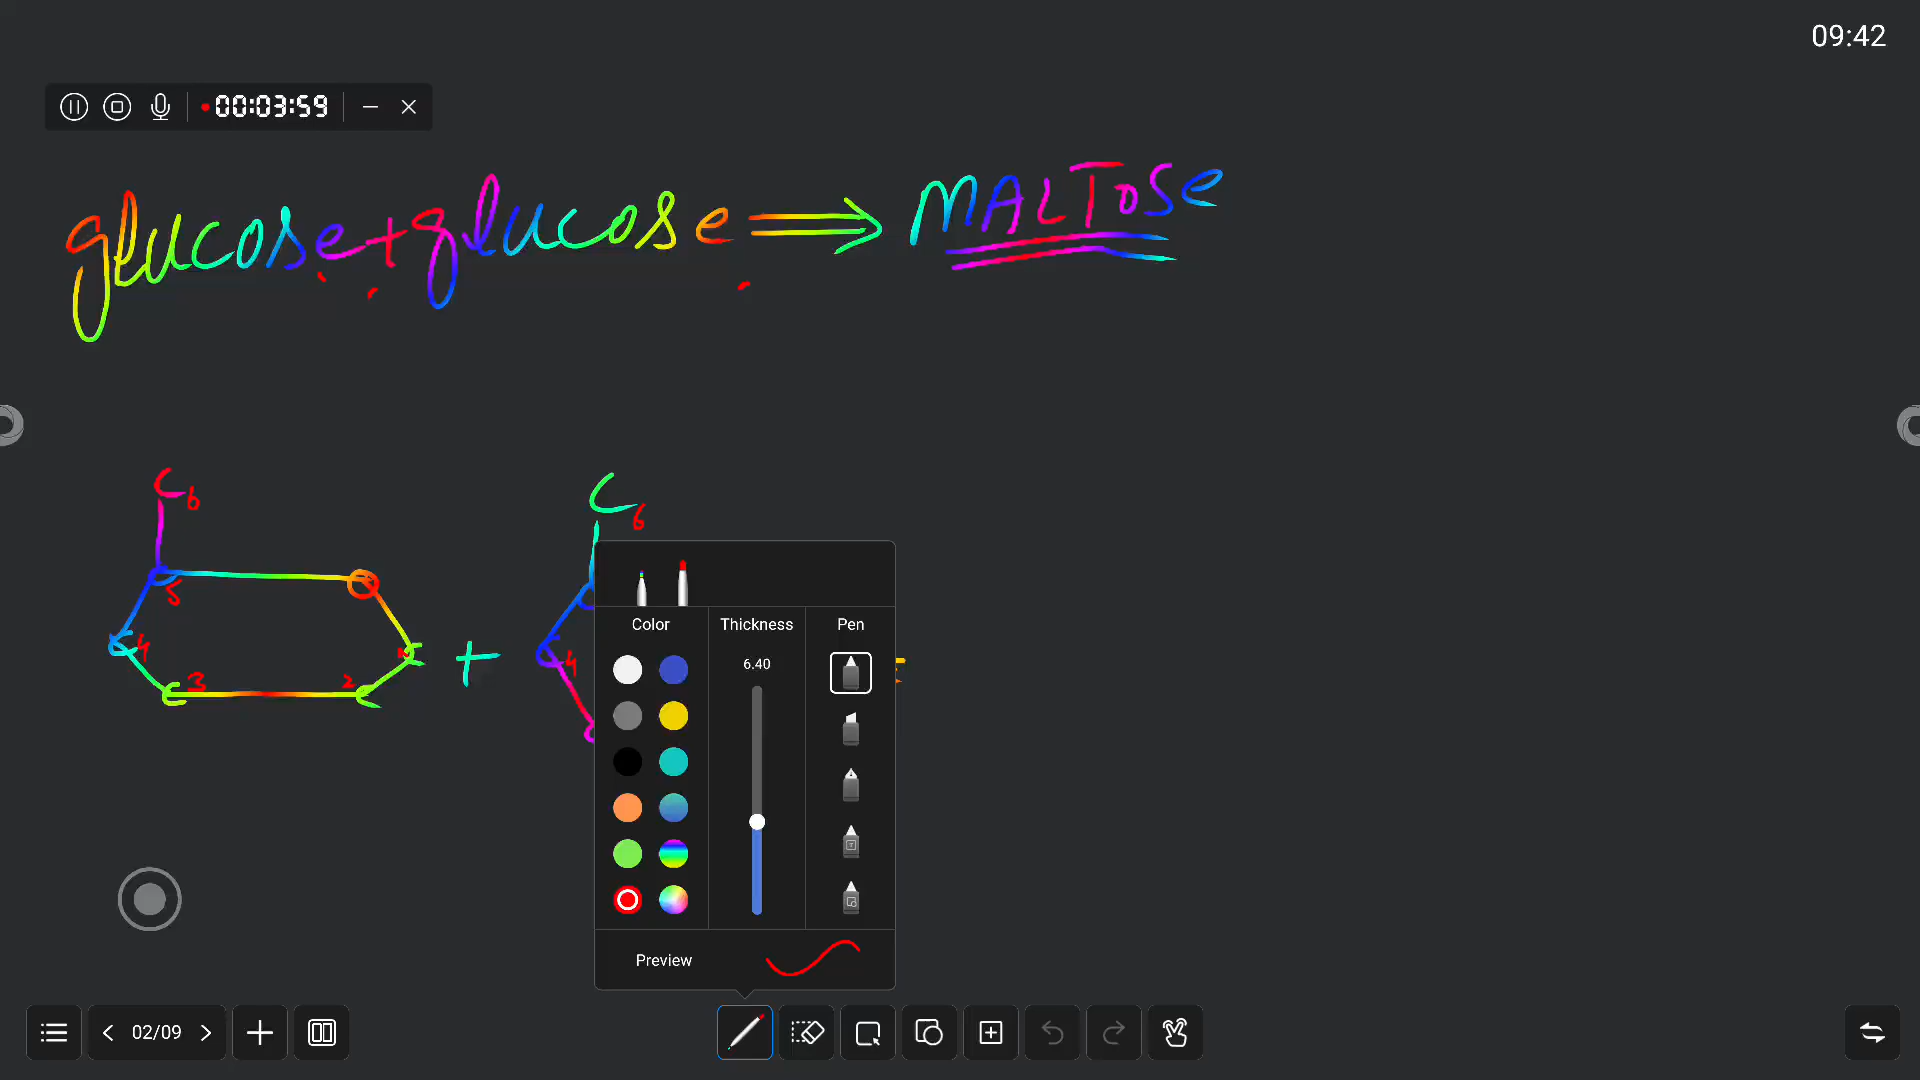 09:42
00:03:59
glucose+glucose ⇒ MALTOSe
C6 C6
5
4 + 4
3 2
Color Thickness Pen
6.40
Preview
02/09